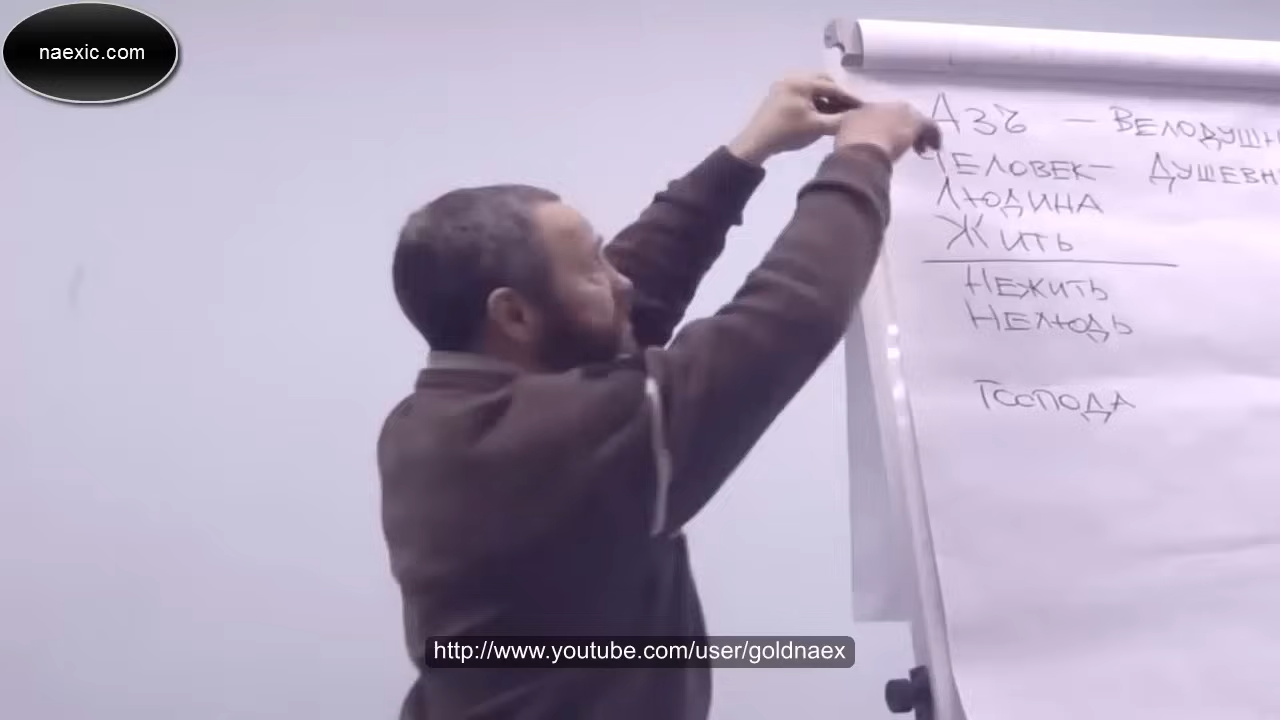 naexic.com
АЗЪ – ВЕЛОДУШН
ЧЕЛОВЕК – ДУШЕВН
ЛЮДИНА
ЖИТЬ
НЕЖИТЬ
НЕЛЮДЬ
ГОСПОДА
http://www.youtube.com/user/goldnaex